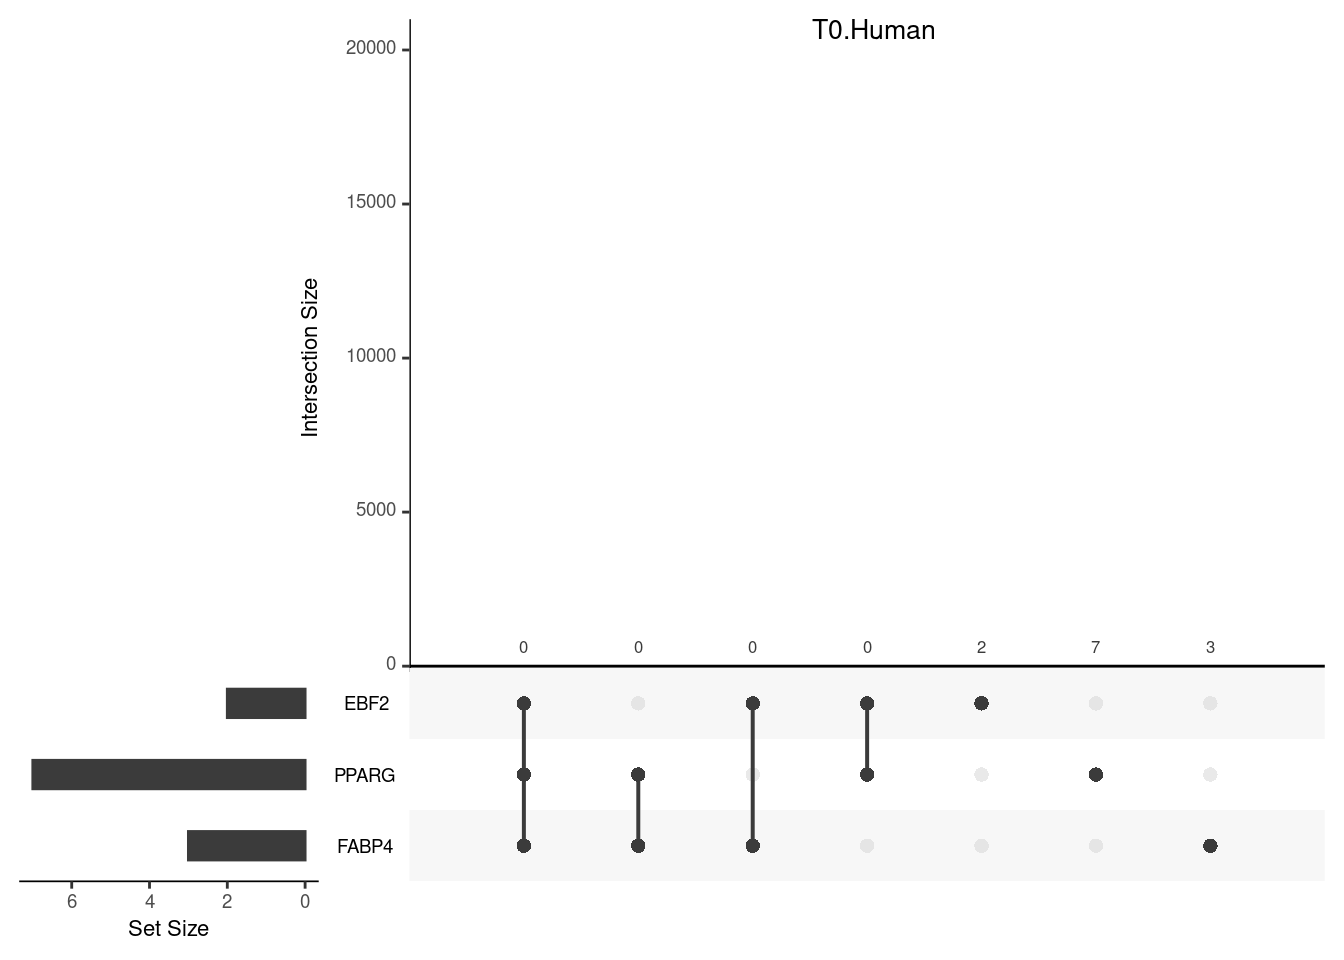 T0.Human
20000
15000
10000
5000
0
Intersection Size
0 0 0 0 2 7 3
EBF2
PPARG
FABP4
6 4 2 0
Set Size